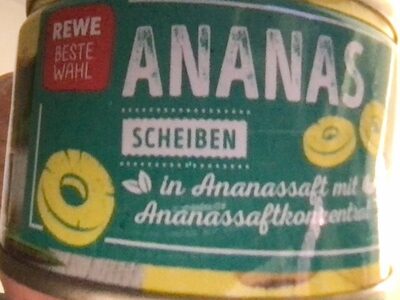 REWE
BESTE
WAHL
ANANAS
SCHEIBEN
in Ananassaft mit
Ananassaftkonzentrat